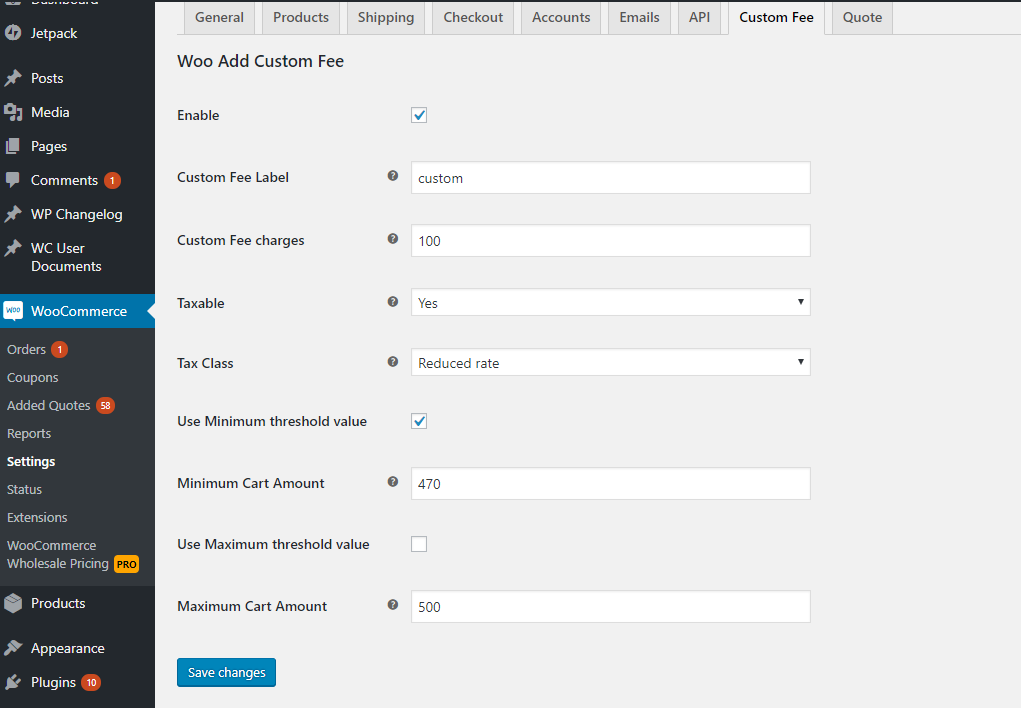 Dashboard
Jetpack
Posts
Media
Pages
Comments 1
WP Changelog
WC User
Documents
WOO WooCommerce
Orders 1
Coupons
Added Quotes 58
Reports
Settings
Status
Extensions
WooCommerce
Wholesale Pricing PRO
Products
Appearance
Plugins 10
General Products Shipping Checkout Accounts Emails API Custom Fee Quote
Woo Add Custom Fee
Enable
Custom Fee Label ? custom
Custom Fee charges ? 100
Taxable ? Yes
Tax Class ? Reduced rate
Use Minimum threshold value
Minimum Cart Amount ? 470
Use Maximum threshold value
Maximum Cart Amount ? 500
Save changes